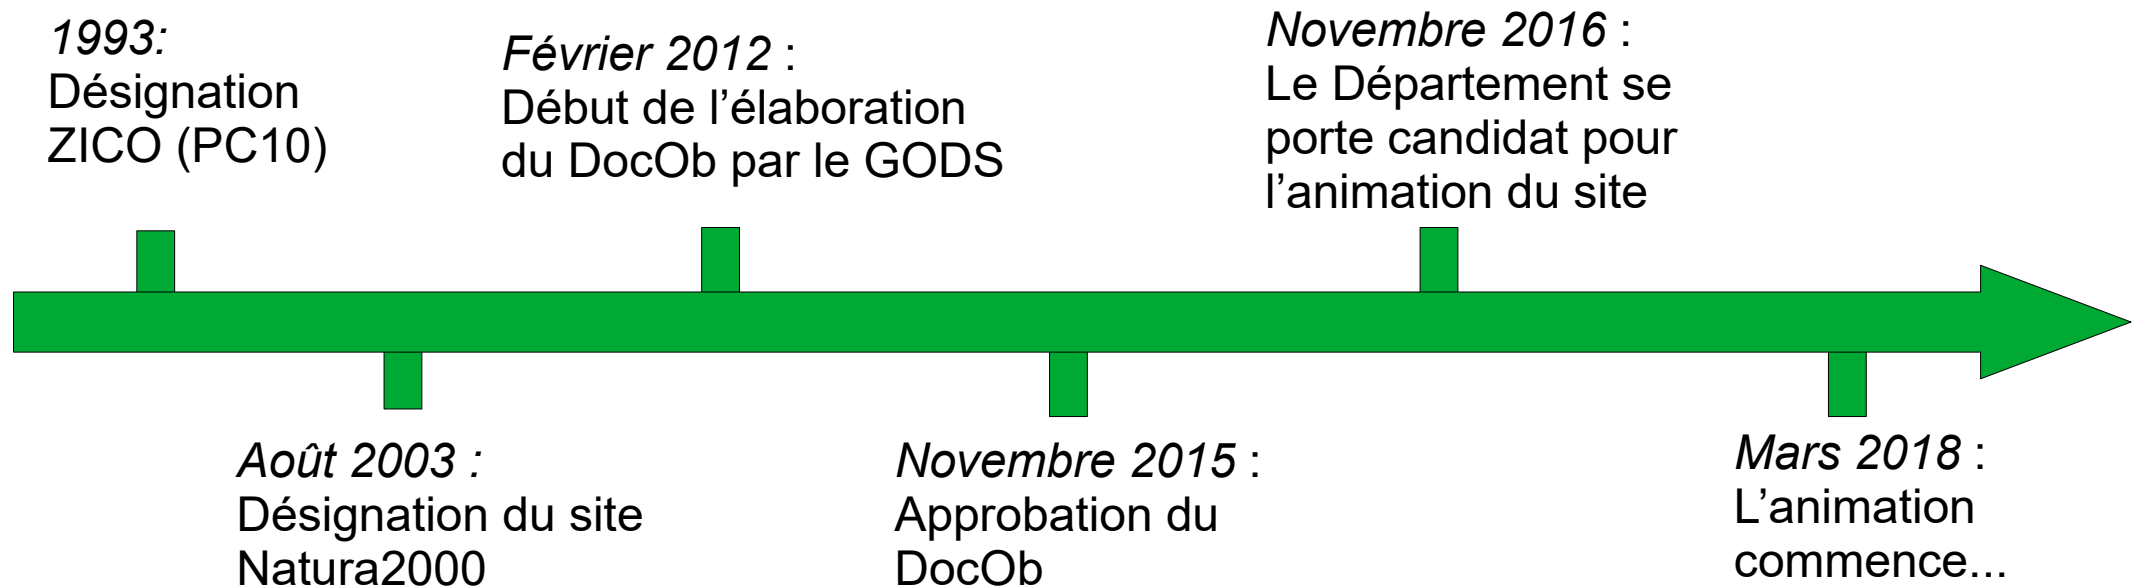 1993:
Désignation
ZICO (PC10)
Février 2012 :
Début de l’élaboration
du DocOb par le GODS
Novembre 2016 :
Le Département se
porte candidat pour
l’animation du site
Août 2003 :
Désignation du site
Natura2000
Novembre 2015 :
Approbation du
DocOb
Mars 2018 :
L’animation
commence...